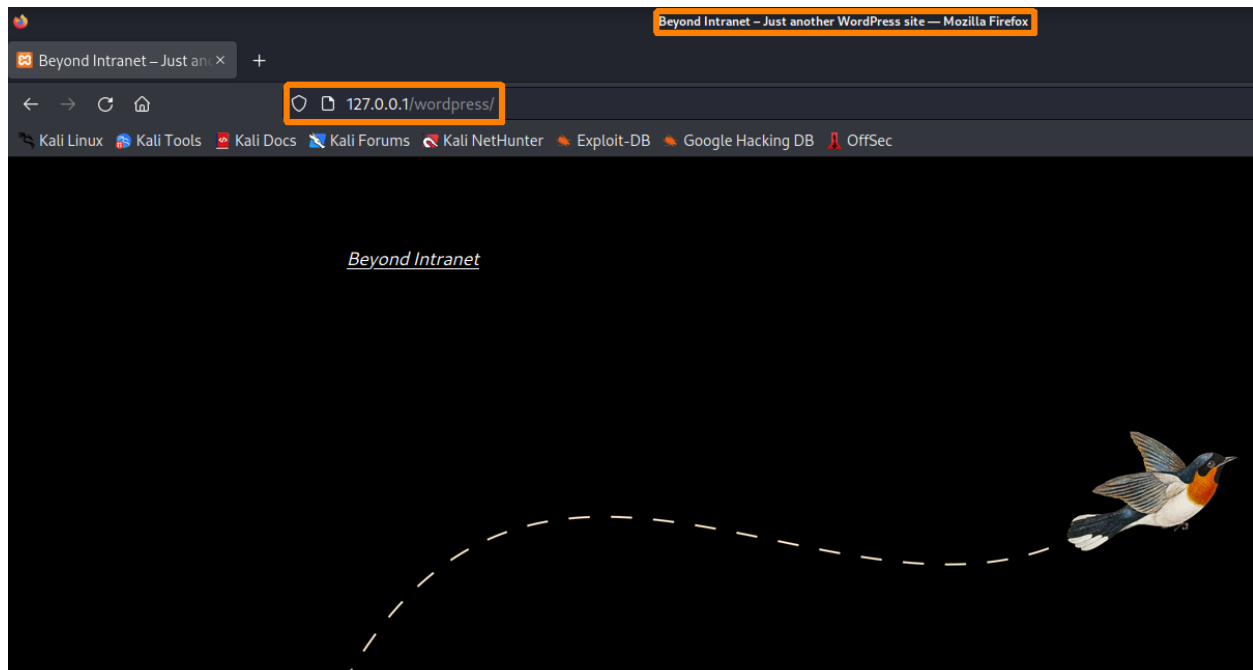 Beyond Intranet – Just another WordPress site — Mozilla Firefox
Beyond Intranet – Just an
127.0.0.1/wordpress/
Kali Linux Kali Tools Kali Docs Kali Forums Kali NetHunter Exploit-DB Google Hacking DB OffSec
Beyond Intranet